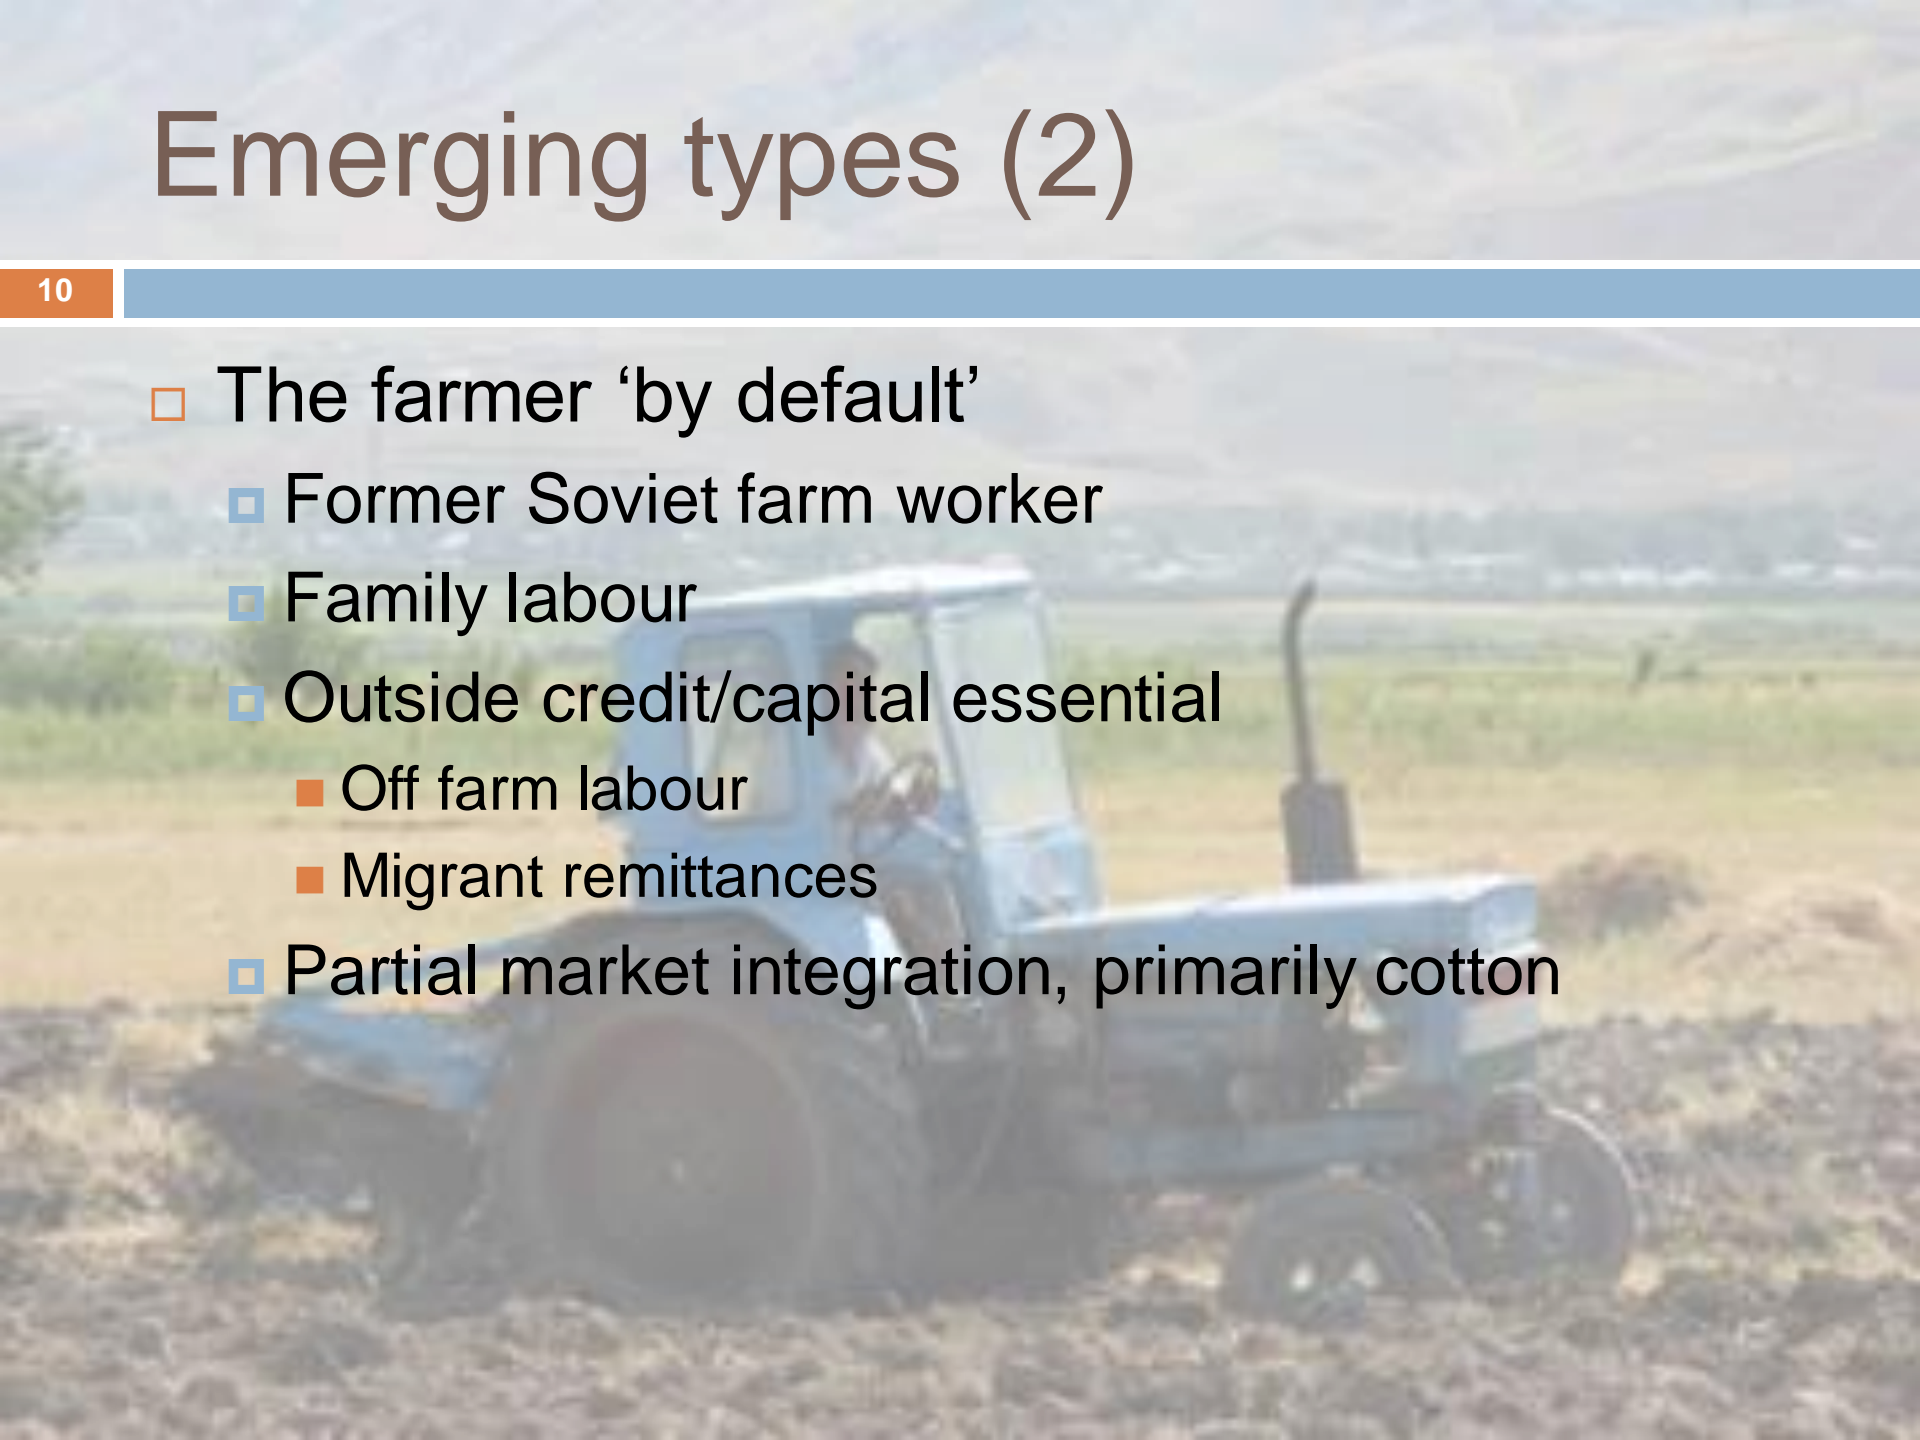 Emerging types (2)
10
The farmer ‘by default’
Former Soviet farm worker
Family labour
Outside credit/capital essential
Off farm labour
Migrant remittances
Partial market integration, primarily cotton